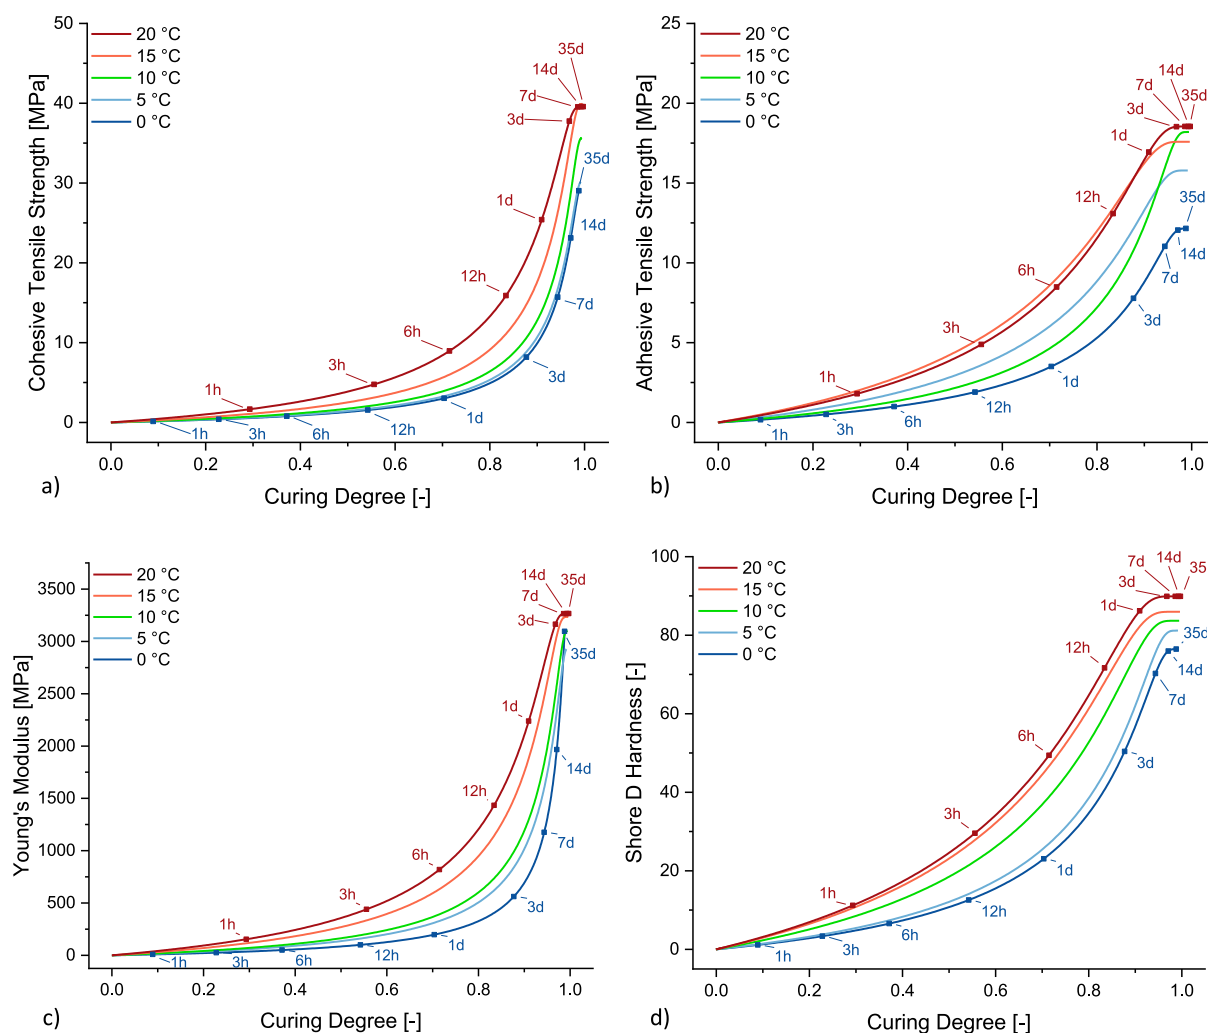 50
40
30
20
10
0
Cohesive Tensile Strength [MPa]
20 °C
15 °C
10 °C
5 °C
0 °C
35d
14d
7d
3d
1d
12h
6h
3h
1h
35d
14d
7d
3d
1d
12h
6h
3h
1h
0.0 0.2 0.4 0.6 0.8 1.0
Curing Degree [-]
a)
25
20
15
10
5
0
Adhesive Tensile Strength [MPa]
20 °C
15 °C
10 °C
5 °C
0 °C
14d
7d
35d
3d
1d
12h
6h
3h
1h
35d
14d
7d
3d
1d
12h
6h
3h
1h
0.0 0.2 0.4 0.6 0.8 1.0
Curing Degree [-]
b)
3500
3000
2500
2000
1500
1000
500
0
Young's Modulus [MPa]
20 °C
15 °C
10 °C
5 °C
0 °C
14d
35d
7d
3d
1d
12h
6h
3h
1h
35d
14d
7d
3d
1d
12h
6h
3h
1h
0.0 0.2 0.4 0.6 0.8 1.0
Curing Degree [-]
c)
100
80
60
40
20
0
Shore D Hardness [-]
20 °C
15 °C
10 °C
5 °C
0 °C
14d
7d
35
3d
1d
12h
6h
3h
1h
35d
14d
7d
3d
1d
12h
6h
3h
1h
0.0 0.2 0.4 0.6 0.8 1.0
Curing Degree [-]
d)